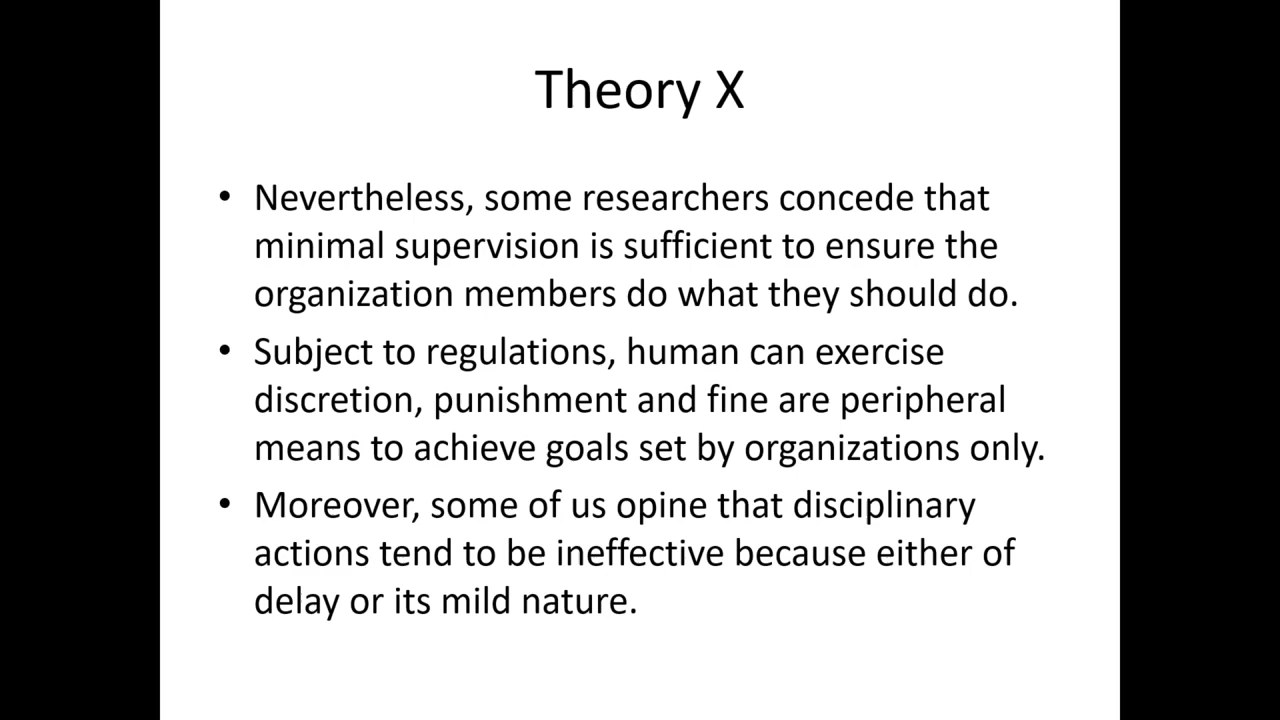 Theory X
• Nevertheless, some researchers concede that
minimal supervision is sufficient to ensure the
organization members do what they should do.
• Subject to regulations, human can exercise
discretion, punishment and fine are peripheral
means to achieve goals set by organizations only.
• Moreover, some of us opine that disciplinary
actions tend to be ineffective because either of
delay or its mild nature.